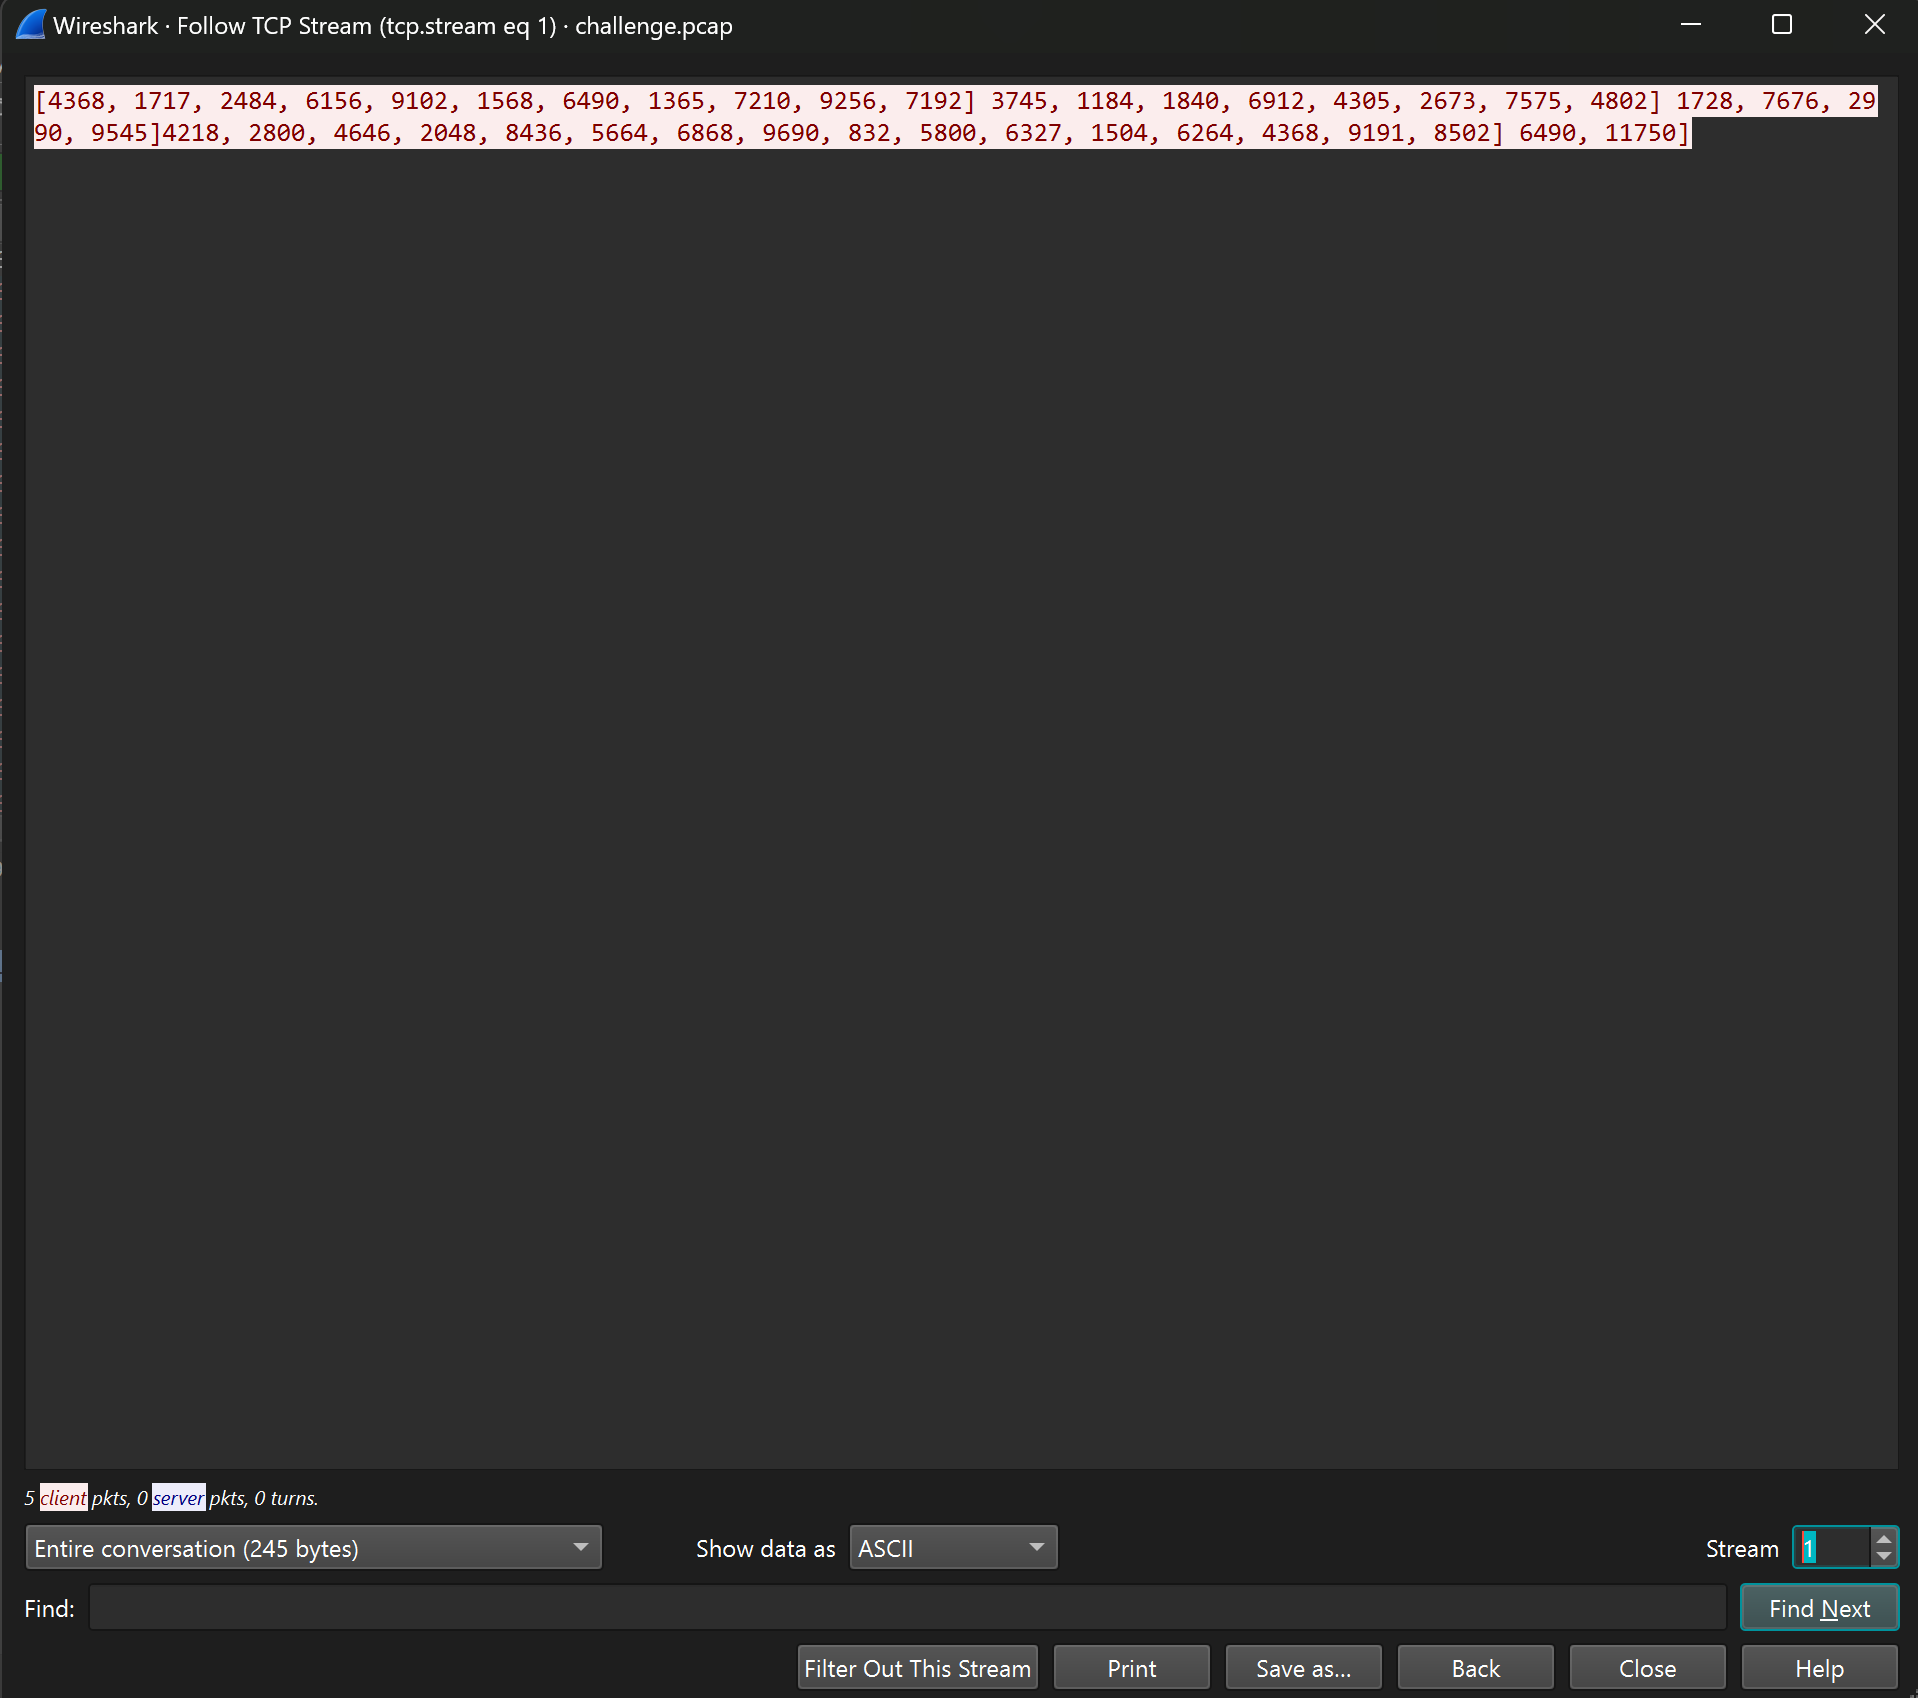 Wireshark · Follow TCP Stream (tcp.stream eq 1) · challenge.pcap
[4368, 1717, 2484, 6156, 9102, 1568, 6490, 1365, 7210, 9256, 7192] 3745, 1184, 1840, 6912, 4305, 2673, 7575, 4802] 1728, 7676, 29
90, 9545]4218, 2800, 4646, 2048, 8436, 5664, 6868, 9690, 832, 5800, 6327, 1504, 6264, 4368, 9191, 8502] 6490, 11750]
5 client pkts, 0 server pkts, 0 turns.
Entire conversation (245 bytes) Show data as ASCII Stream 1
Find: Find Next
Filter Out This Stream Print Save as... Back Close Help